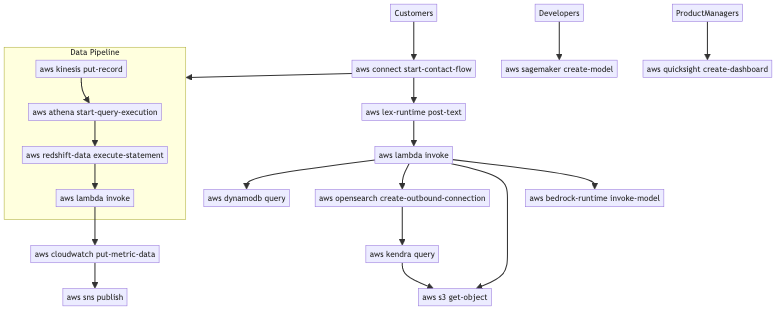 Customers
Developers
ProductManagers
Data Pipeline
aws kinesis put-record
aws connect start-contact-flow
aws sagemaker create-model
aws quicksight create-dashboard
aws athena start-query-execution
aws lex-runtime post-text
aws redshift-data execute-statement
aws lambda invoke
aws lambda invoke
aws dynamodb query
aws opensearch create-outbound-connection
aws bedrock-runtime invoke-model
aws cloudwatch put-metric-data
aws kendra query
aws sns publish
aws s3 get-object